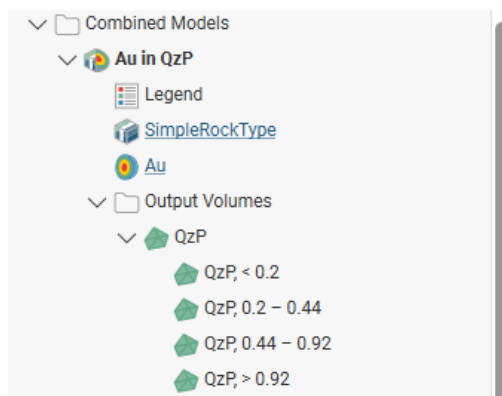 Combined Models
Au in QzP
Legend
SimpleRockType
Au
Output Volumes
QzP
QzP, < 0.2
QzP, 0.2 – 0.44
QzP, 0.44 – 0.92
QzP, > 0.92